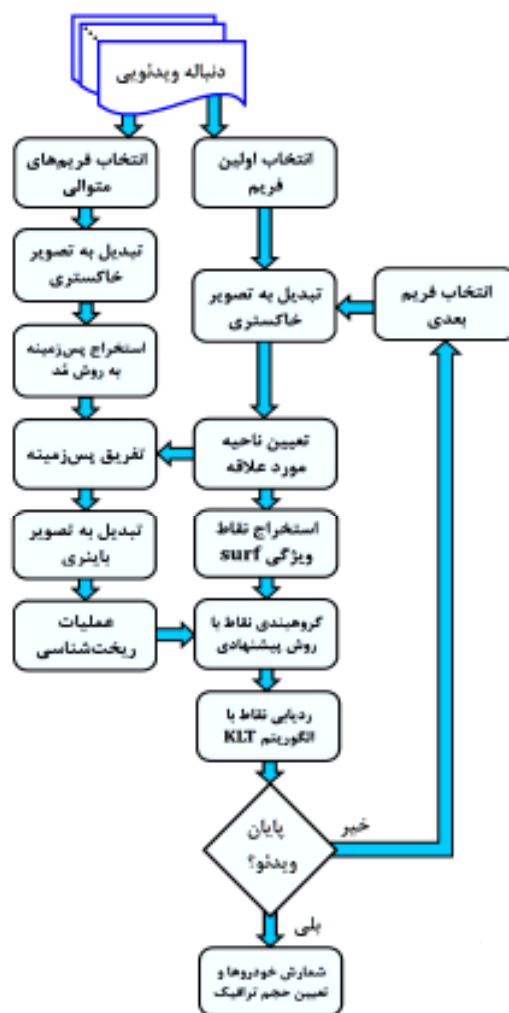 دنباله ویدئویی
انتخاب فریم‌های
متوالی
انتخاب اولین
فریم
تبدیل به تصویر
خاکستری
تبدیل به تصویر
خاکستری
انتخاب فریم
بعدی
استخراج پس‌زمینه
به روش مُد
تفریق پس‌زمینه
تعیین ناحیه
مورد علاقه
تبدیل به تصویر
باینری
استخراج نقاط
ویژگی surf
عملیات
ریخت‌شناسی
گروهبندی نقاط با
روش پیشنهادی
ردیابی نقاط با
الگوریتم KLT
پایان
ویدئو؟
خیر
بلی
شمارش خودروها و
تعیین حجم ترافیک